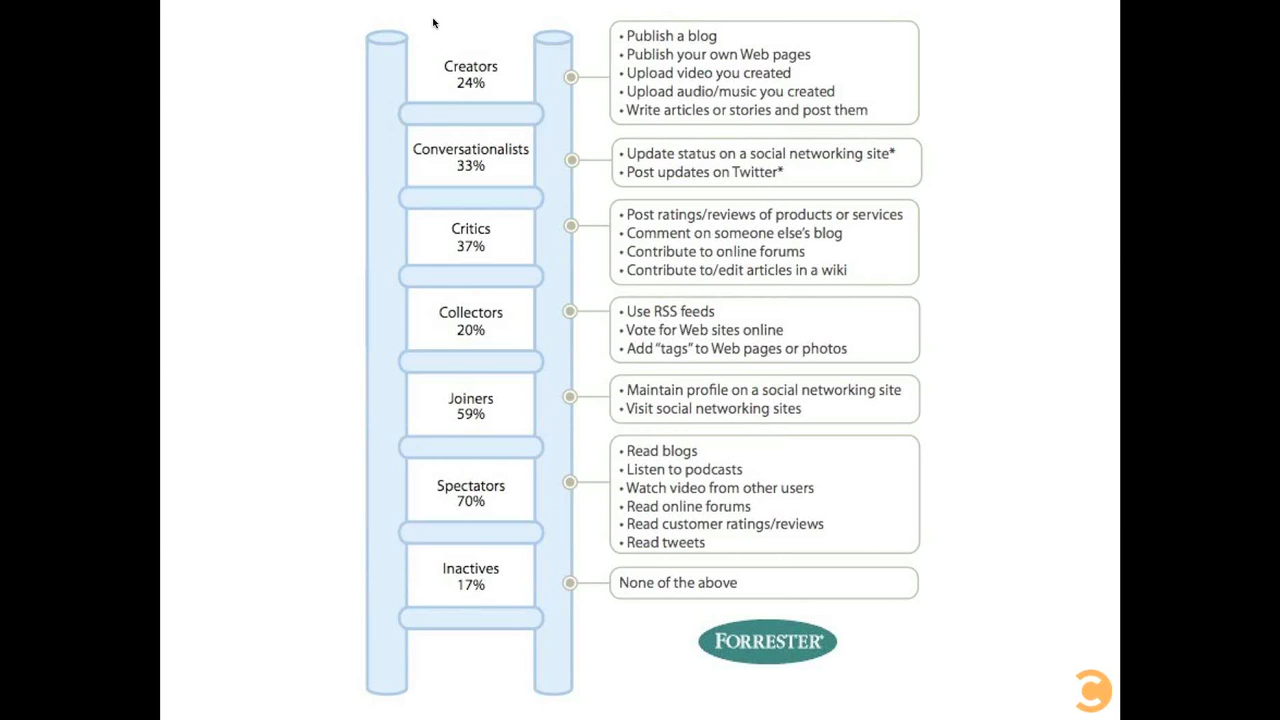 Creators
24%
• Publish a blog
• Publish your own Web pages
• Upload video you created
• Upload audio/music you created
• Write articles or stories and post them
Conversationalists
33%
• Update status on a social networking site*
• Post updates on Twitter*
Critics
37%
• Post ratings/reviews of products or services
• Comment on someone else's blog
• Contribute to online forums
• Contribute to/edit articles in a wiki
Collectors
20%
• Use RSS feeds
• Vote for Web sites online
• Add “tags” to Web pages or photos
Joiners
59%
• Maintain profile on a social networking site
• Visit social networking sites
Spectators
70%
• Read blogs
• Listen to podcasts
• Watch video from other users
• Read online forums
• Read customer ratings/reviews
• Read tweets
Inactives
17%
None of the above
FORRESTER